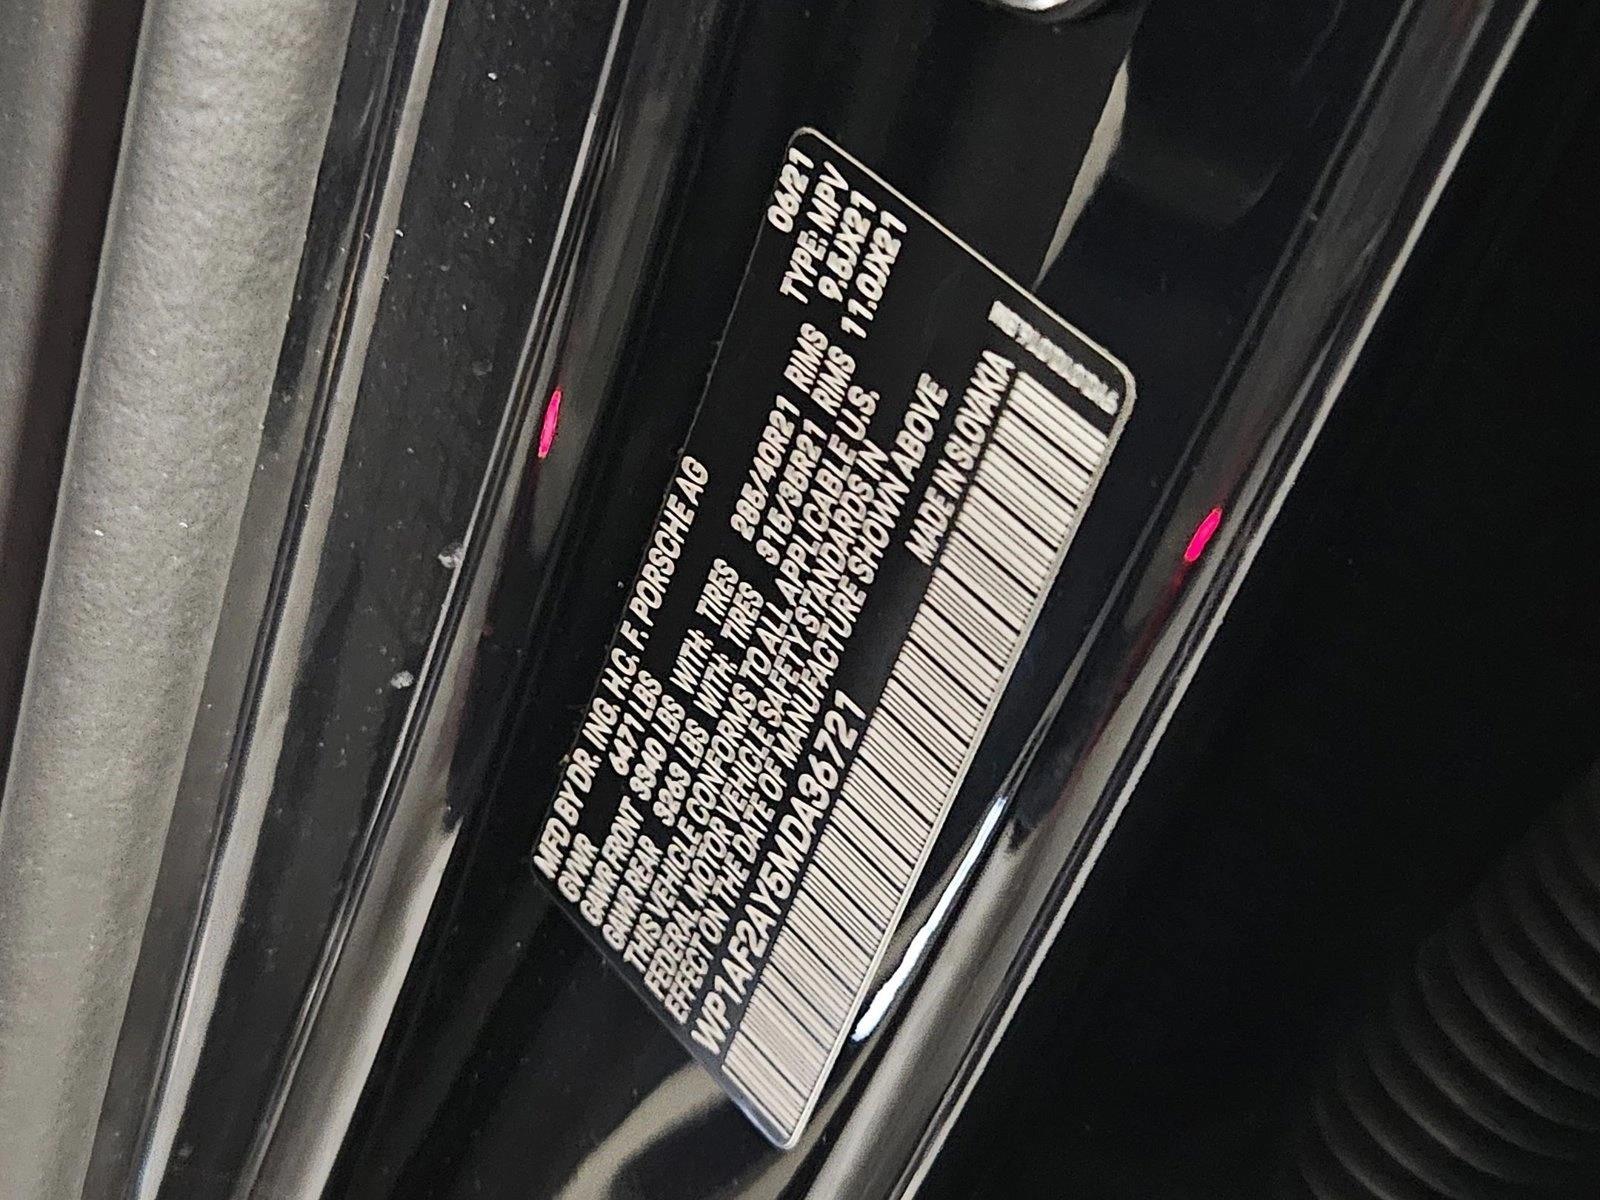 MFD BY DR. ING. H.C. F. PORSCHE AG 06/21
GVWR 6471 LBS TYPE: MPV
GAWR FRONT 3340 LBS WITH: TIRES 285/40R21 RIMS 9.5JX21
GAWR REAR 3263 LBS WITH: TIRES 315/35R21 RIMS 11.0JX21
THIS VEHICLE CONFORMS TO ALL APPLICABLE U.S.
FEDERAL MOTOR VEHICLE SAFETY STANDARDS IN
EFFECT ON THE DATE OF MANUFACTURE SHOWN ABOVE
WP1AF2AY5MDA36721 MADE IN SLOVAKIA